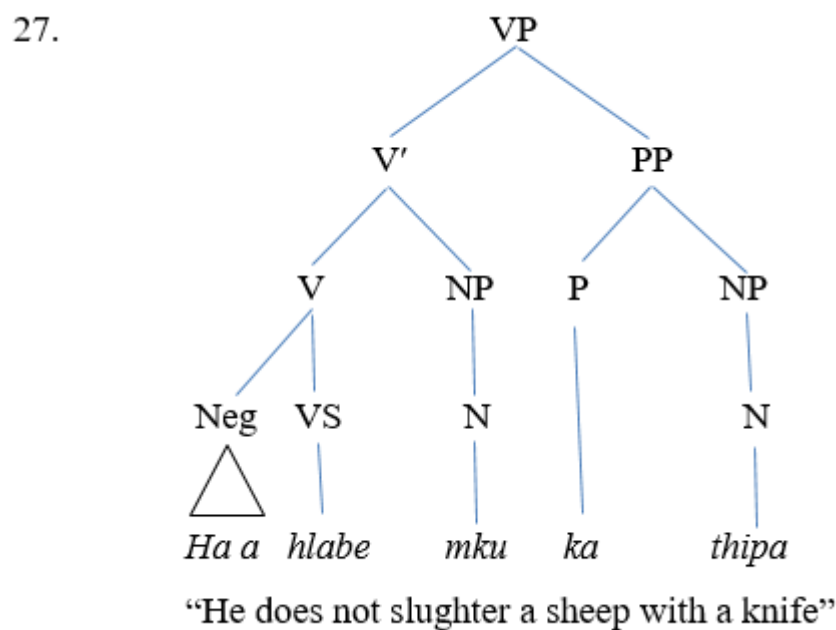 27.
VP
V′ PP
V NP P NP
Neg VS N N
Ha a hlabe mku ka thipa
“He does not slughter a sheep with a knife”